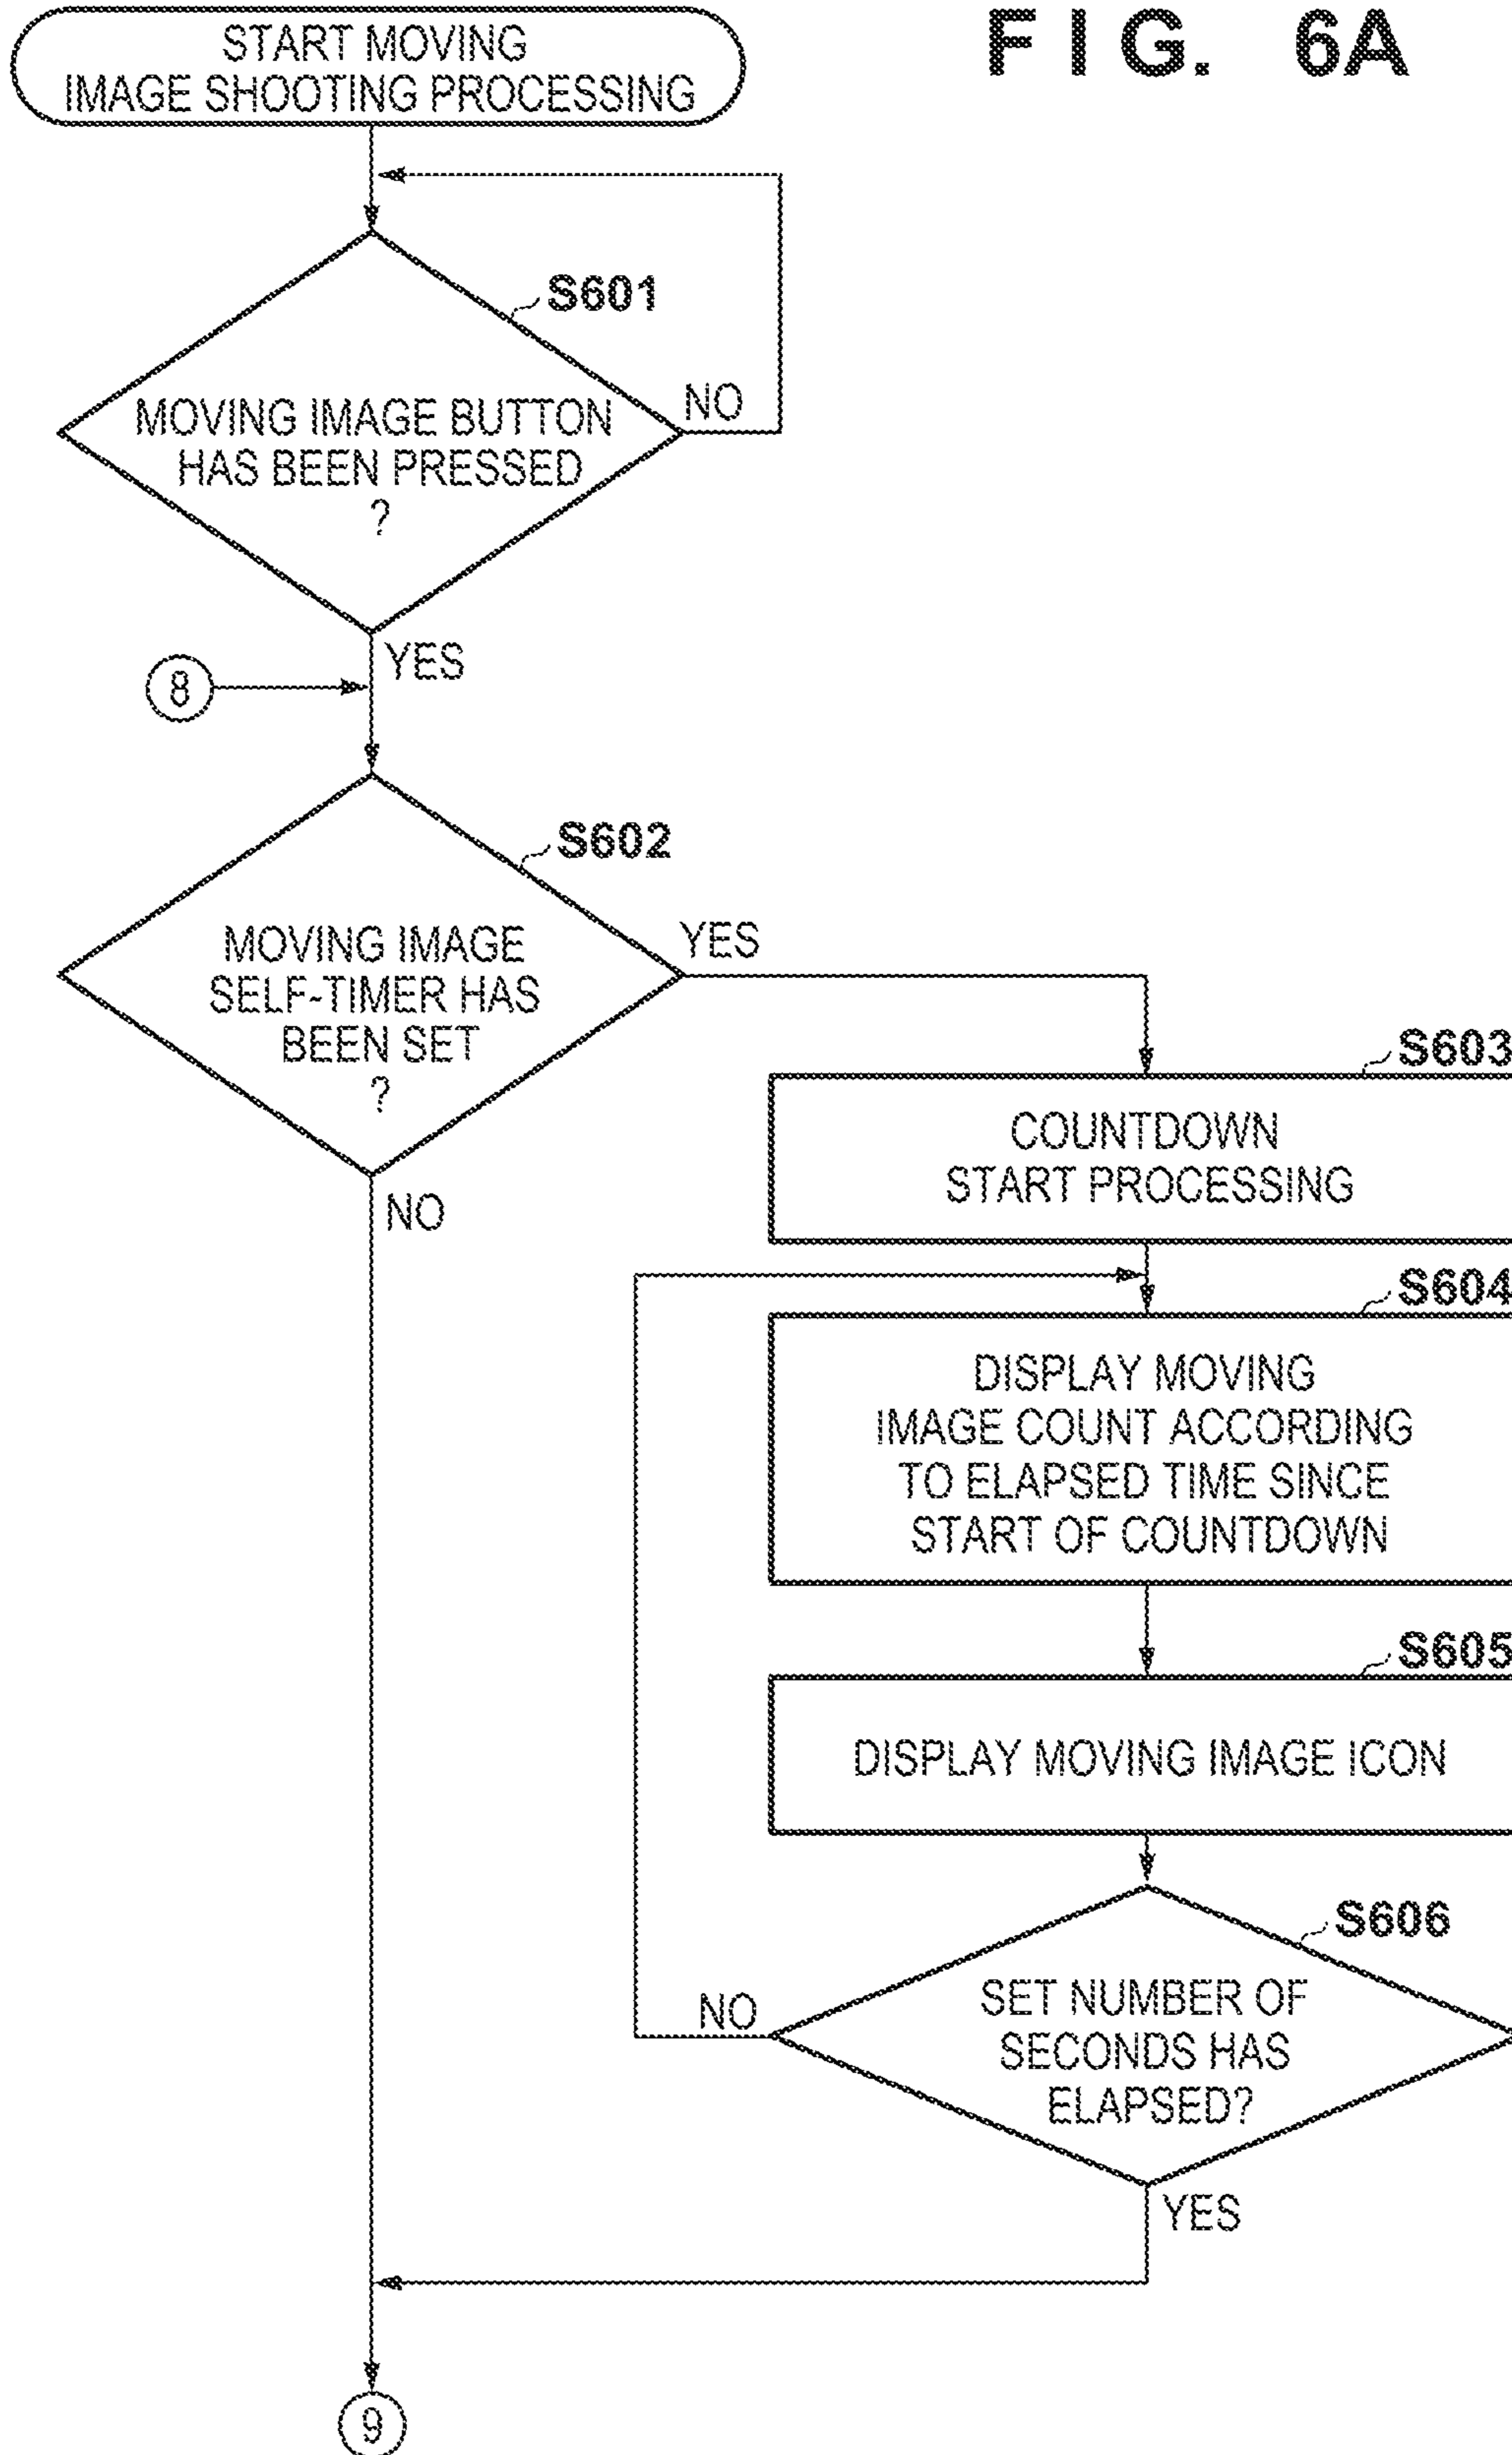 FIG. 6A
START MOVING
IMAGE SHOOTING PROCESSING
S601
MOVING IMAGE BUTTON
HAS BEEN PRESSED
?
NO
YES
8
S602
MOVING IMAGE
SELF-TIMER HAS
BEEN SET
?
YES
NO
S603
COUNTDOWN
START PROCESSING
S604
DISPLAY MOVING
IMAGE COUNT ACCORDING
TO ELAPSED TIME SINCE
START OF COUNTDOWN
S605
DISPLAY MOVING IMAGE ICON
S606
SET NUMBER OF
SECONDS HAS
ELAPSED?
NO
YES
9